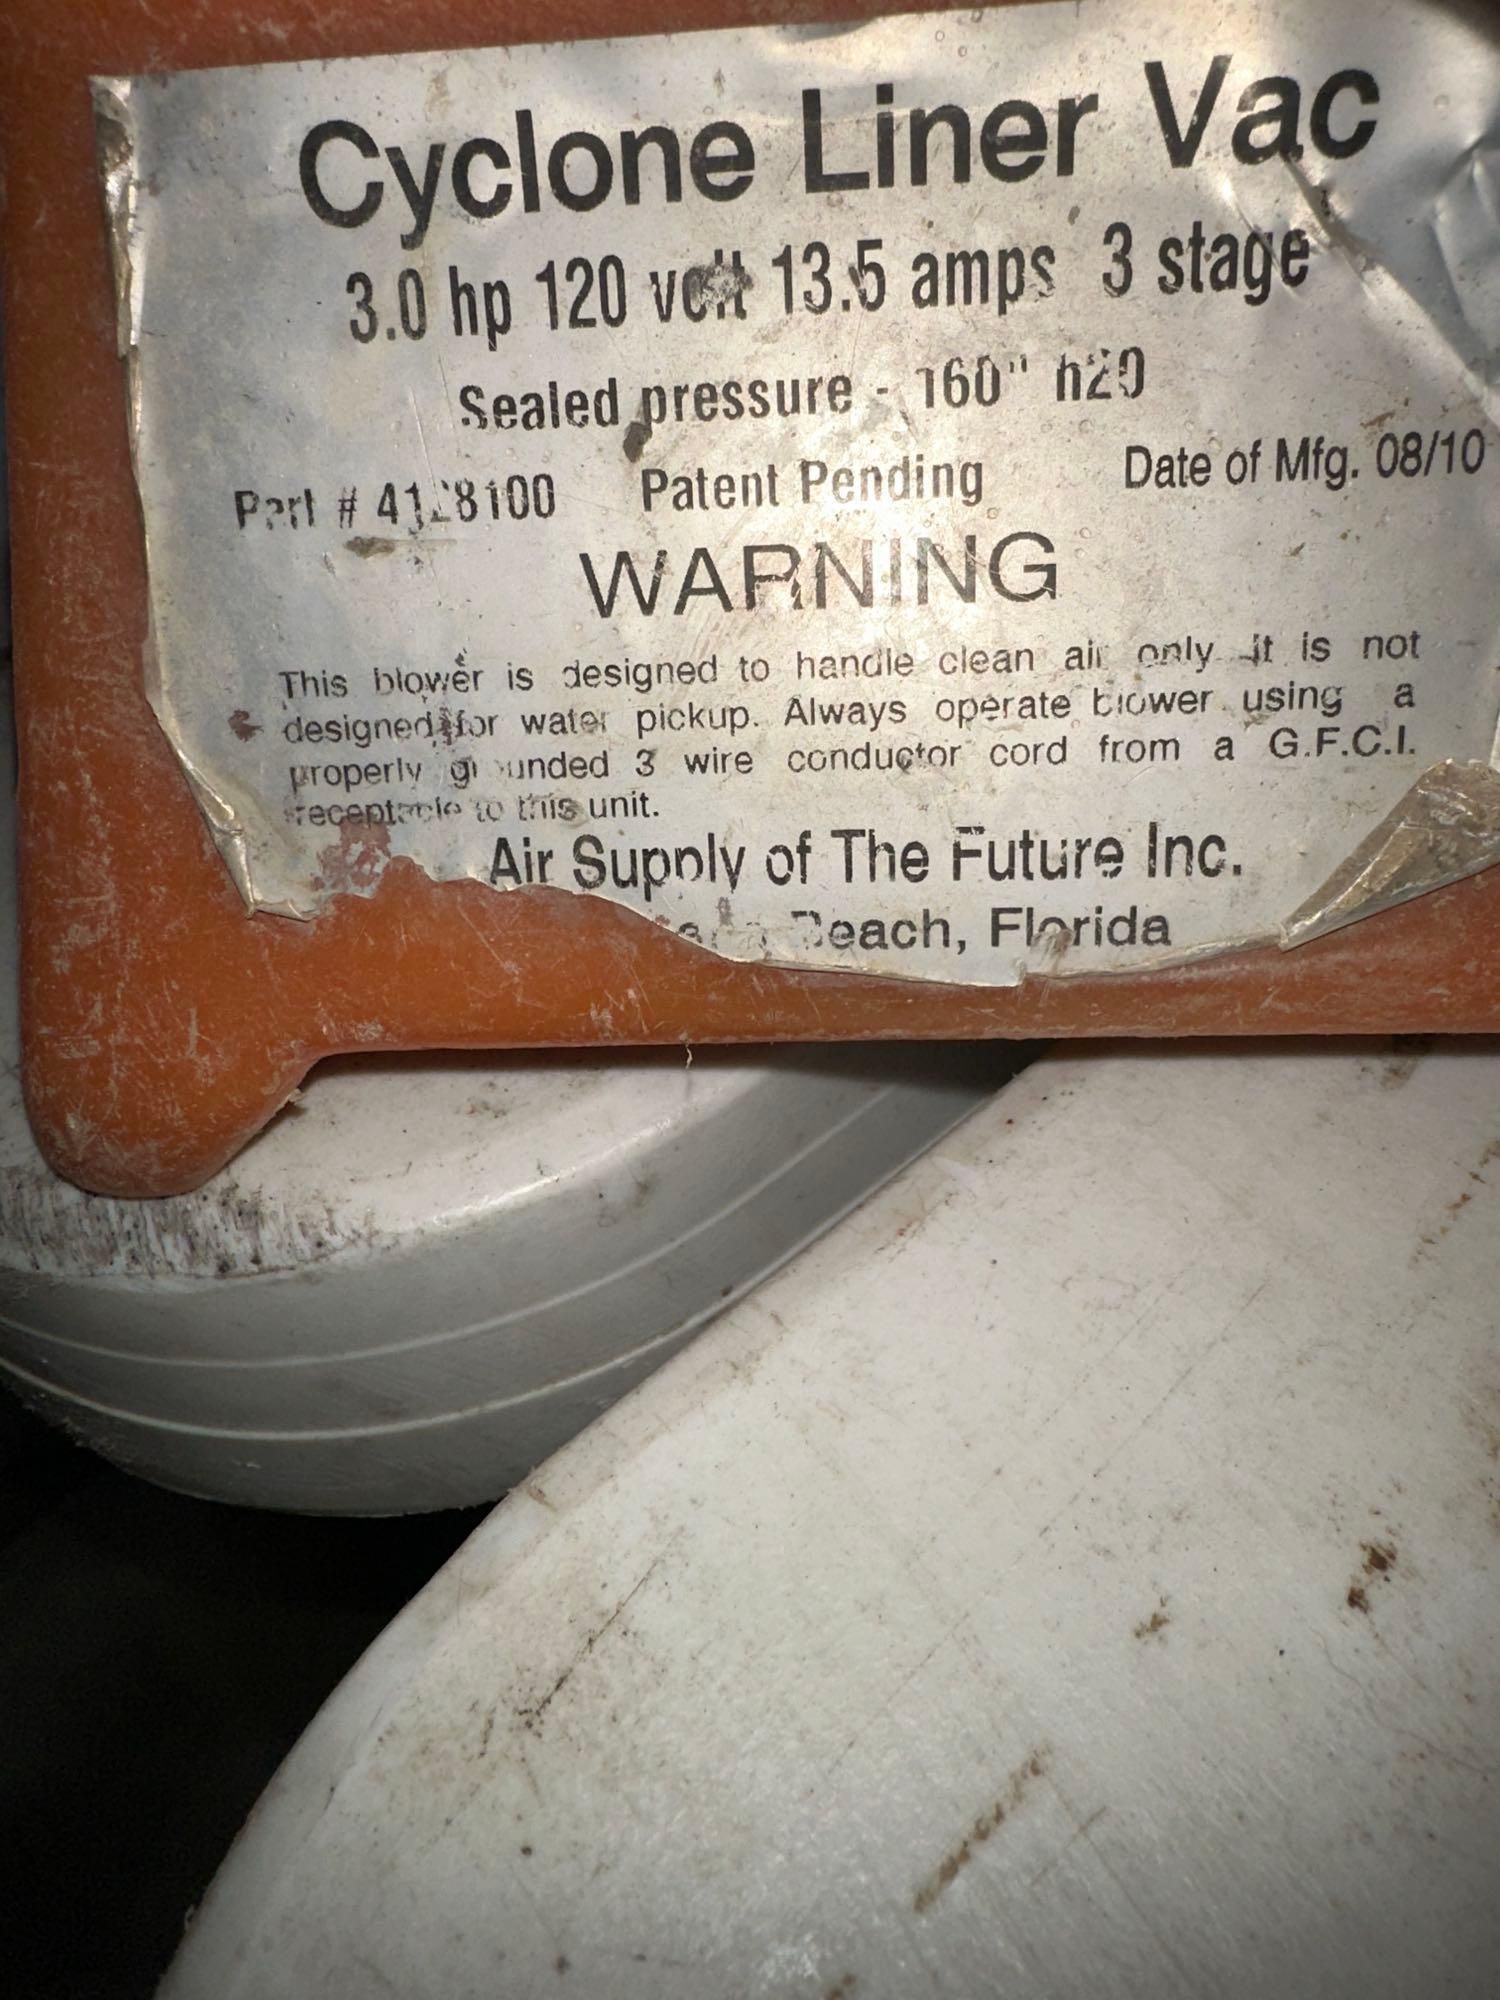 Cyclone Liner Vac
3.0 hp 120 volt 13.5 amps 3 stage
Sealed pressure - 160" h20
Part # Patent Pending Date of Mfg. 08/10
WARNING
This blower is designed to handle clean air only it is not
designed for water pickup. Always operate blower using a
properly grounded 3 wire conductor cord from a G.F.C.I.
receptacle to this unit.
Air Supply of The Future Inc.
Beach, Florida